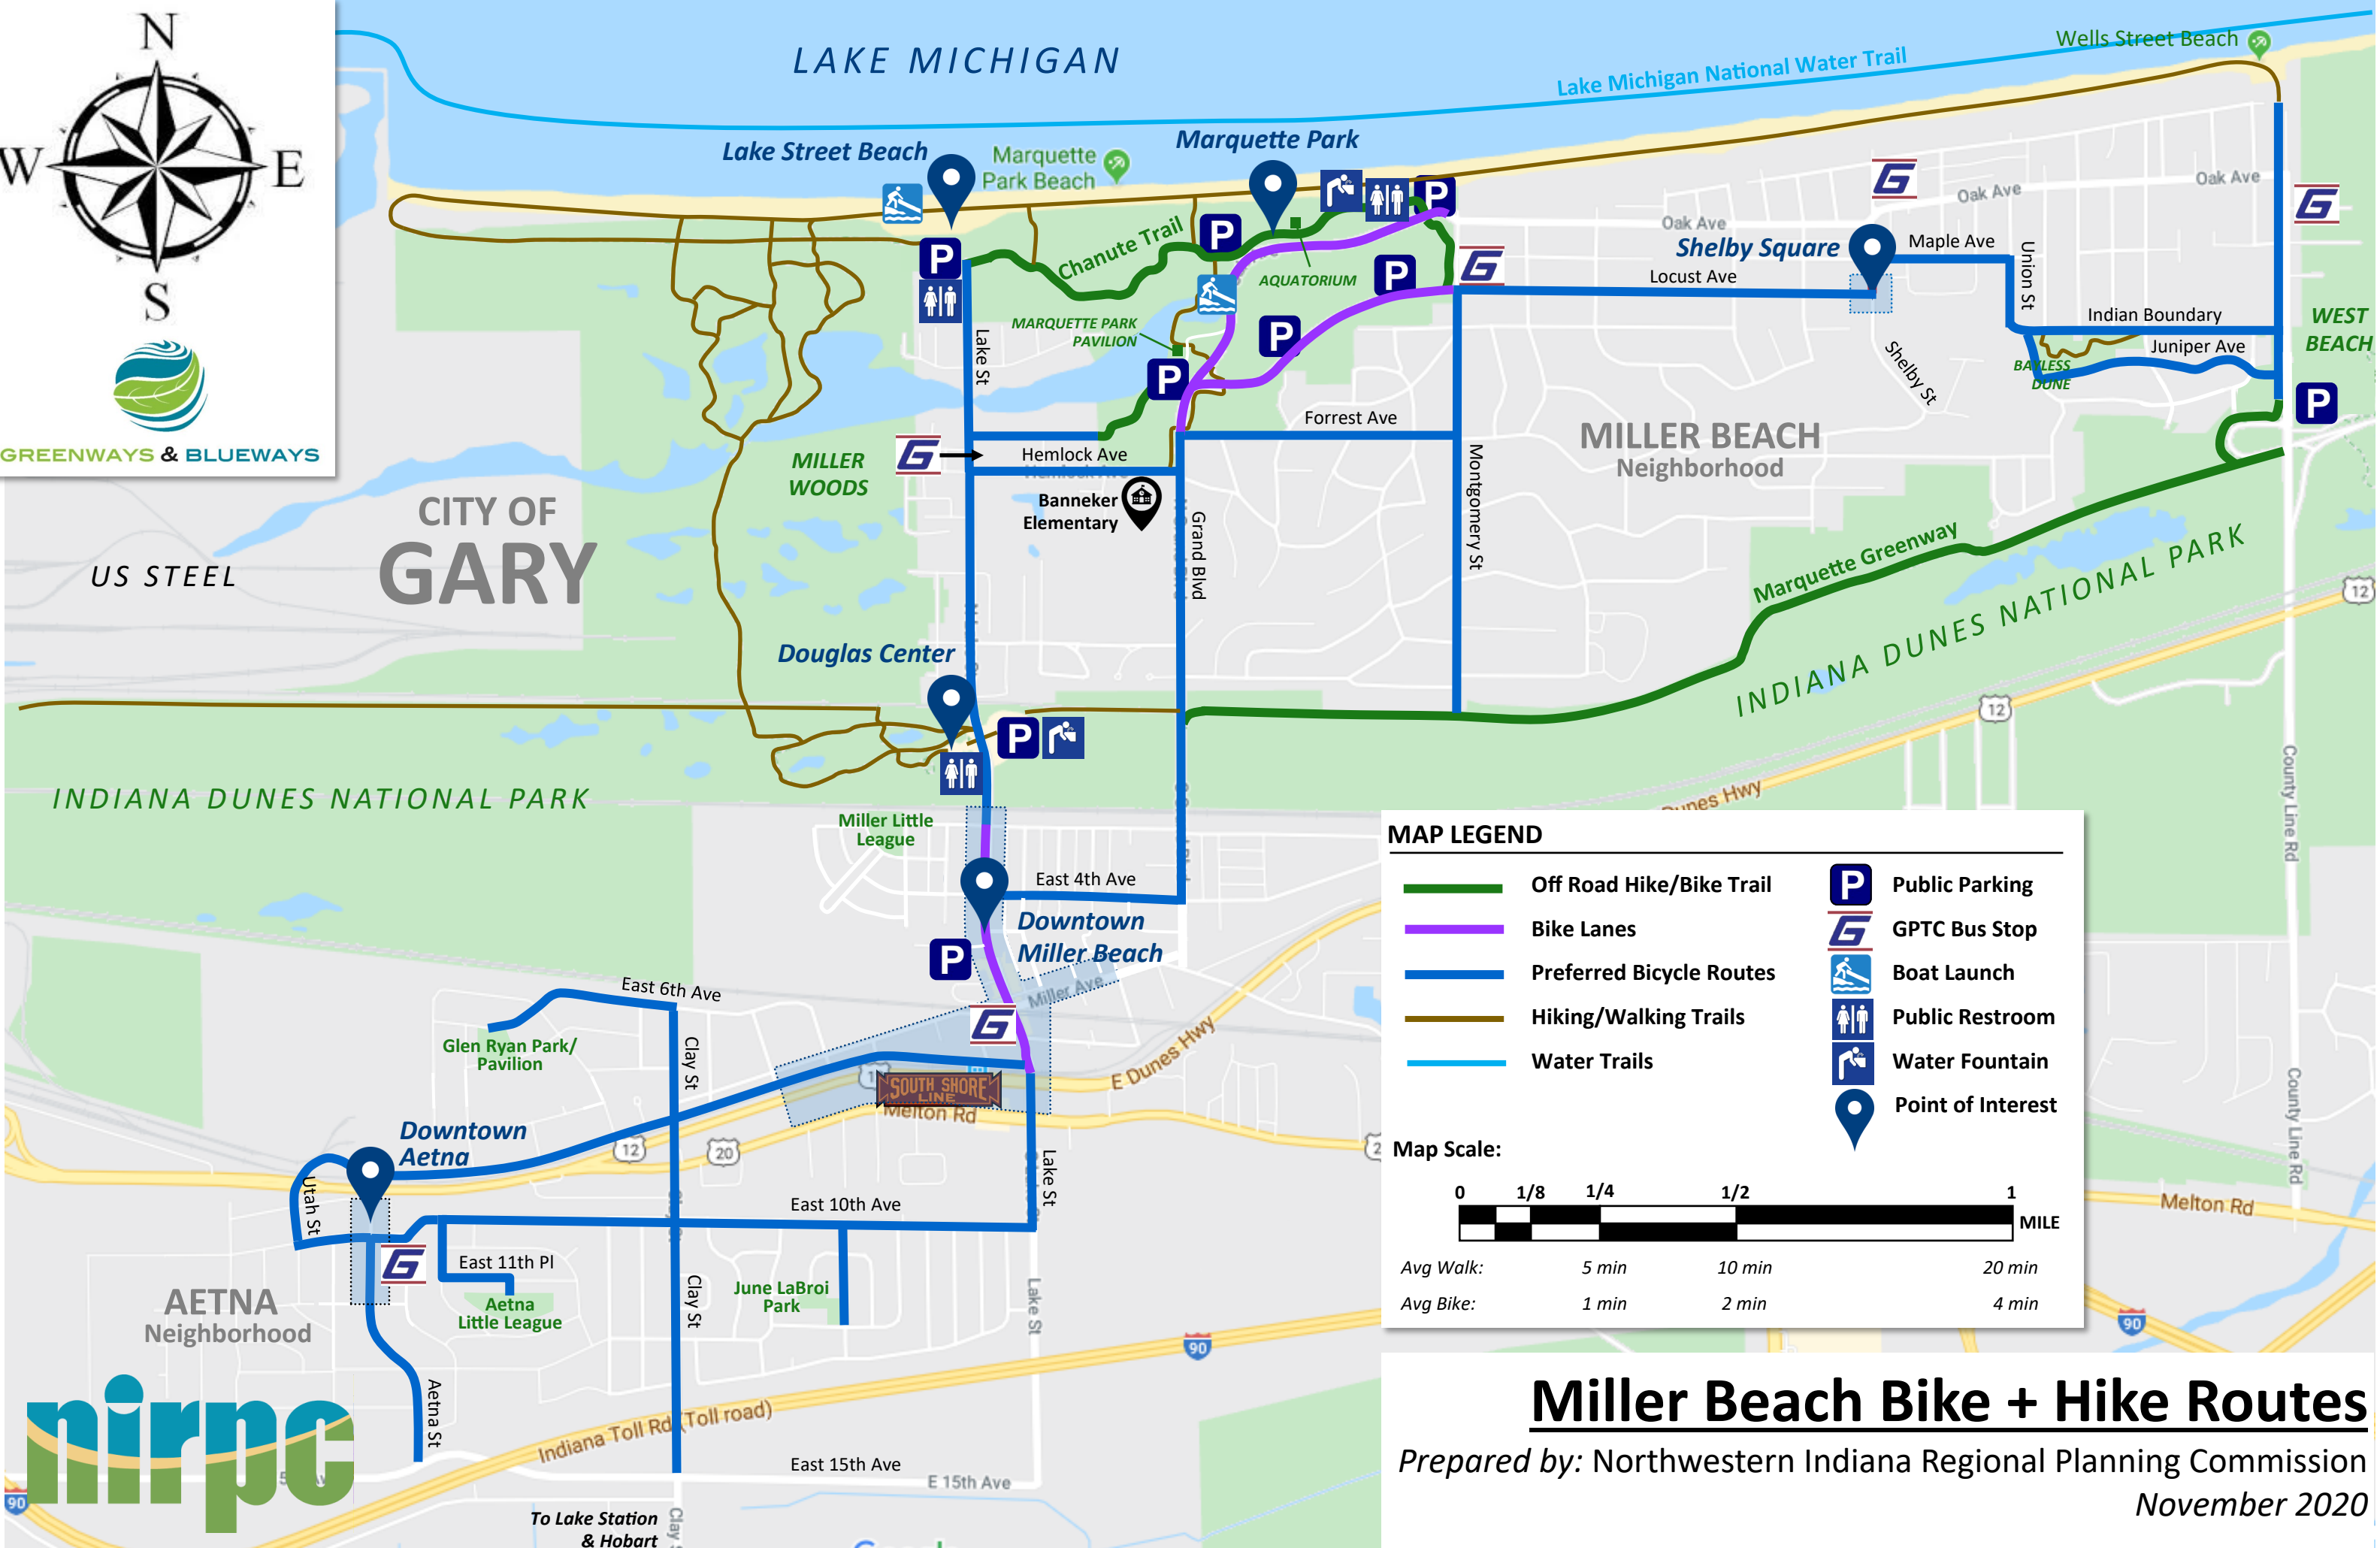 N
W
E
S
GREENWAYS & BLUEWAYS
LAKE MICHIGAN
Lake Michigan National Water Trail
Wells Street Beach
Lake Street Beach
Marquette
Park Beach
Marquette Park
Chanute Trail
AQUATORIUM
MARQUETTE PARK
PAVILION
Oak Ave
Oak Ave
Oak Ave
Shelby Square
Maple Ave
Locust Ave
Union St
Indian Boundary
Juniper Ave
BAYLESS
DUNE
WEST
BEACH
Shelby St
Lake St
P
P
P
P
P
P
P
G
G
G
G
Forrest Ave
Hemlock Ave
MILLER
WOODS
Banneker
Elementary
Grand Blvd
Montgomery St
MILLER BEACH
Neighborhood
CITY OF
GARY
US STEEL
Marquette Greenway
INDIANA DUNES NATIONAL PARK
12
12
Douglas Center
P
INDIANA DUNES NATIONAL PARK
Miller Little
League
East 4th Ave
Downtown
Miller Beach
P
G
Miller Ave
E Dunes Hwy
Dunes Hwy
County Line Rd
County Line Rd
East 6th Ave
Glen Ryan Park/
Pavilion
Clay St
SOUTH SHORE
LINE
Melton Rd
12
20
Downtown
Aetna
Utah St
East 10th Ave
Lake St
Lake St
G
East 11th Pl
Aetna
Little League
June LaBroi
Park
Clay St
AETNA
Neighborhood
Aetna St
Indiana Toll Rd (Toll road)
90
90
90
East 15th Ave
E 15th Ave
To Lake Station
& Hobart
Clay S
nirpc
Melton Rd
MAP LEGEND
Off Road Hike/Bike Trail
Bike Lanes
Preferred Bicycle Routes
Hiking/Walking Trails
Water Trails
P Public Parking
G GPTC Bus Stop
Boat Launch
Public Restroom
Water Fountain
Point of Interest
Map Scale:
0 1/8 1/4 1/2 1
MILE
Avg Walk: 5 min 10 min 20 min
Avg Bike: 1 min 2 min 4 min
Miller Beach Bike + Hike Routes
Prepared by: Northwestern Indiana Regional Planning Commission
November 2020